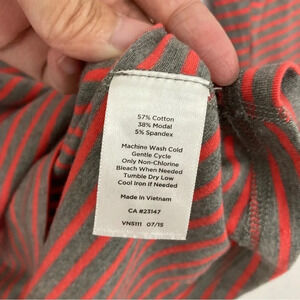 57% Cotton
38% Modal
5% Spandex
Machine Wash Cold
Gentle Cycle
Only Non-Chlorine
Bleach When Needed
Tumble Dry Low
Cool Iron If Needed
Made In Vietnam
CA #23147
VN5111 07/15